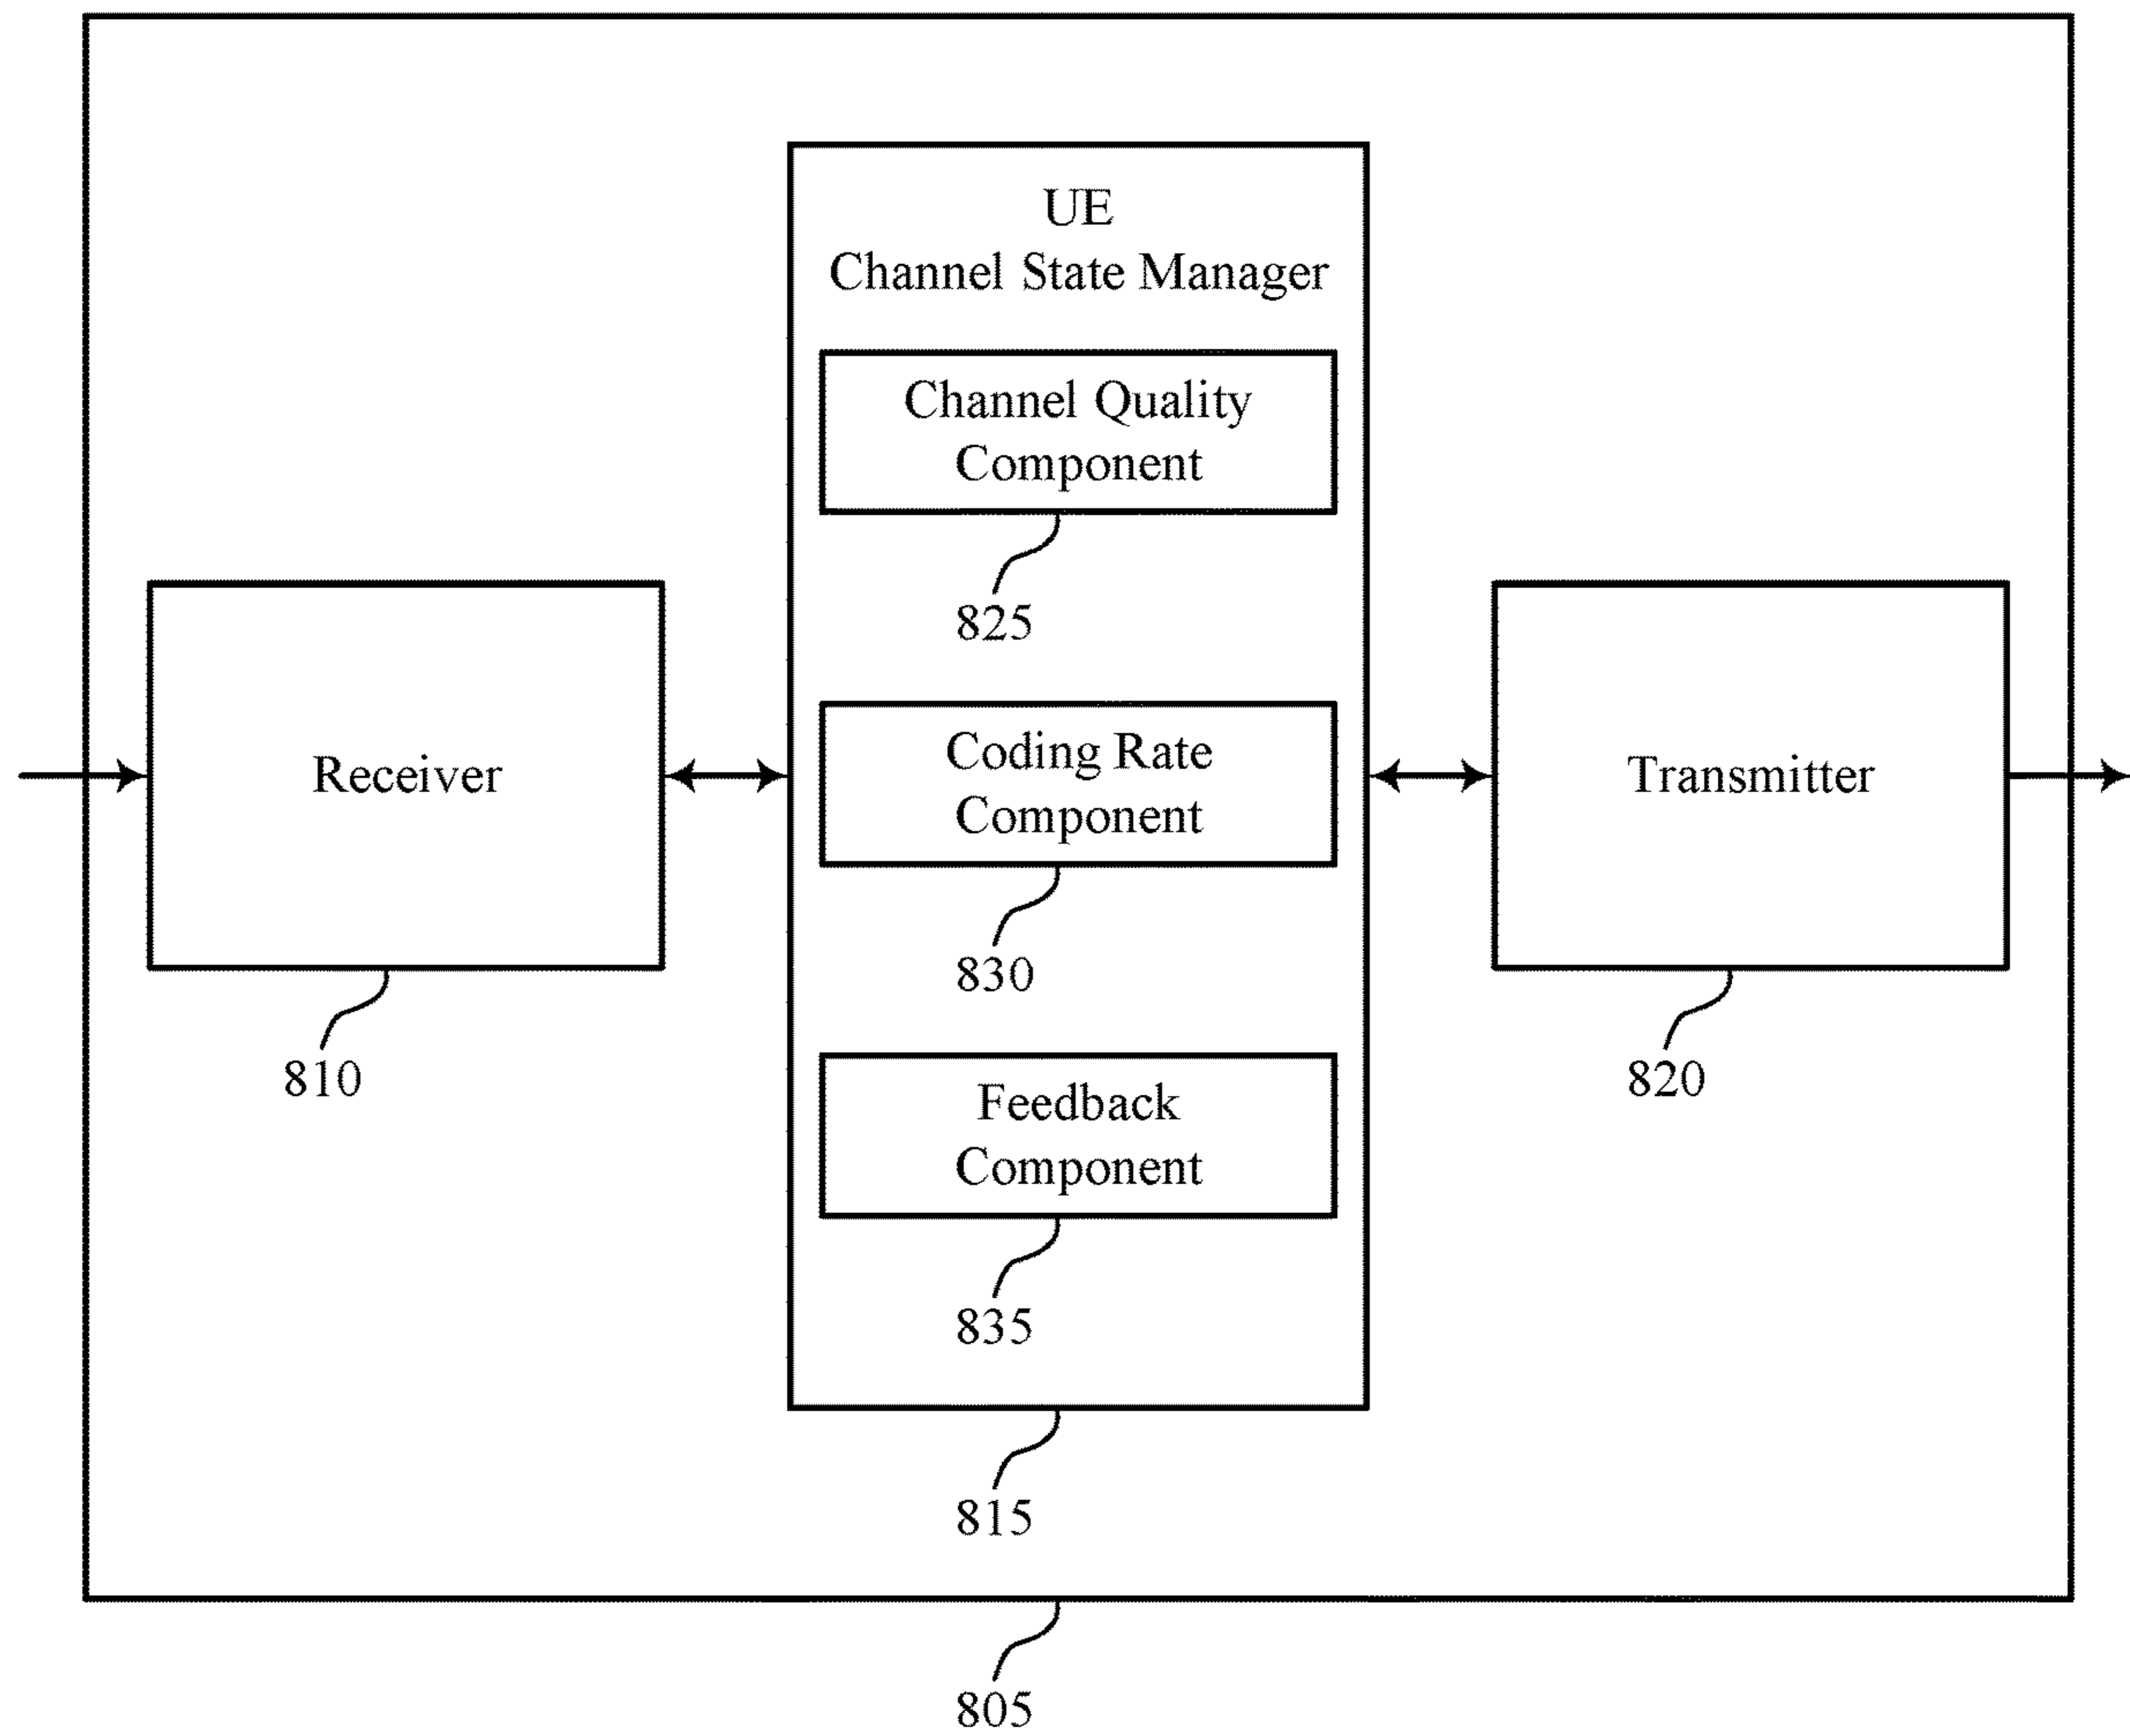 UE
Channel State Manager
Channel Quality
Component
825
Receiver
Coding Rate
Component
Transmitter
830
810
820
Feedback
Component
835
815
805